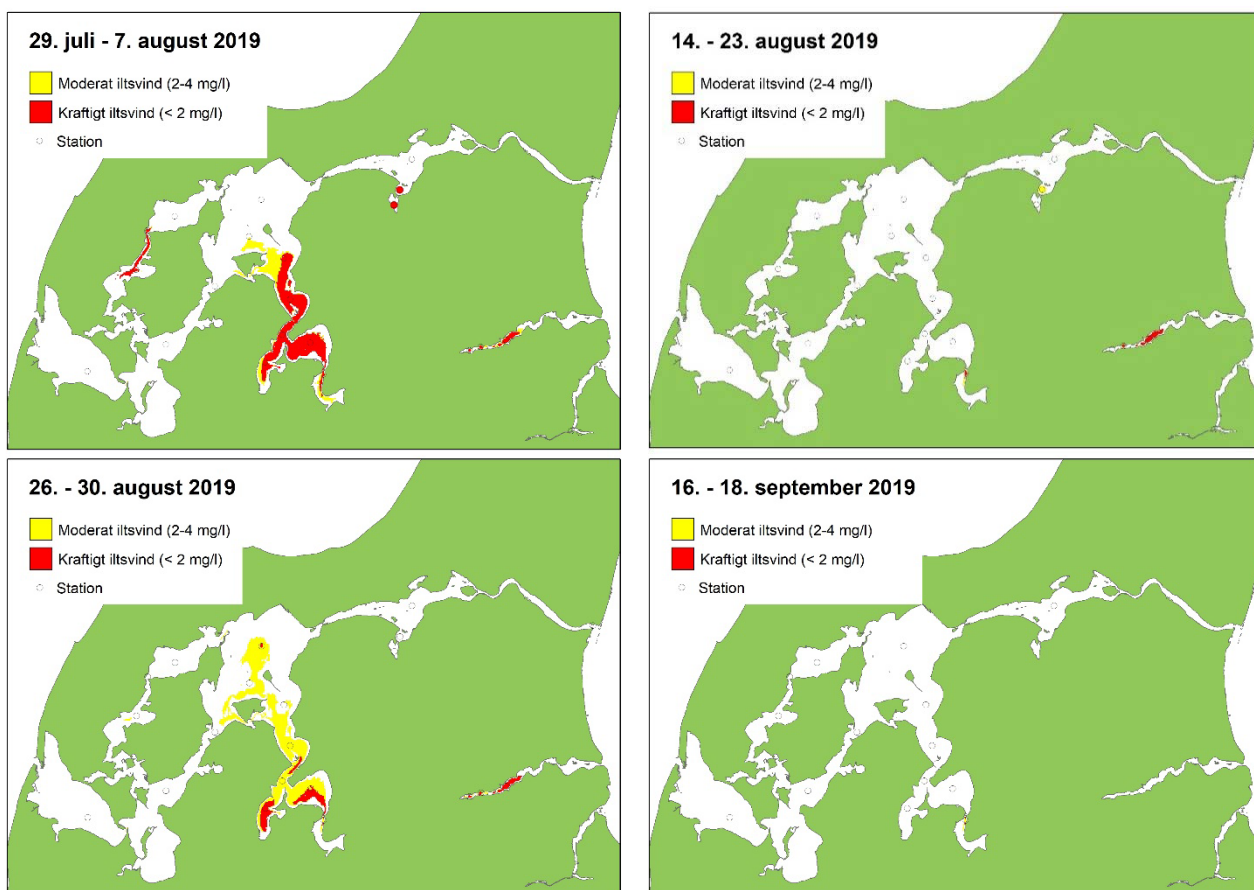 29. juli - 7. august 2019
Moderat iltsvind (2-4 mg/l)
Kraftigt iltsvind (< 2 mg/l)
Station
14. - 23. august 2019
Moderat iltsvind (2-4 mg/l)
Kraftigt iltsvind (< 2 mg/l)
Station
26. - 30. august 2019
Moderat iltsvind (2-4 mg/l)
Kraftigt iltsvind (< 2 mg/l)
Station
16. - 18. september 2019
Moderat iltsvind (2-4 mg/l)
Kraftigt iltsvind (< 2 mg/l)
Station